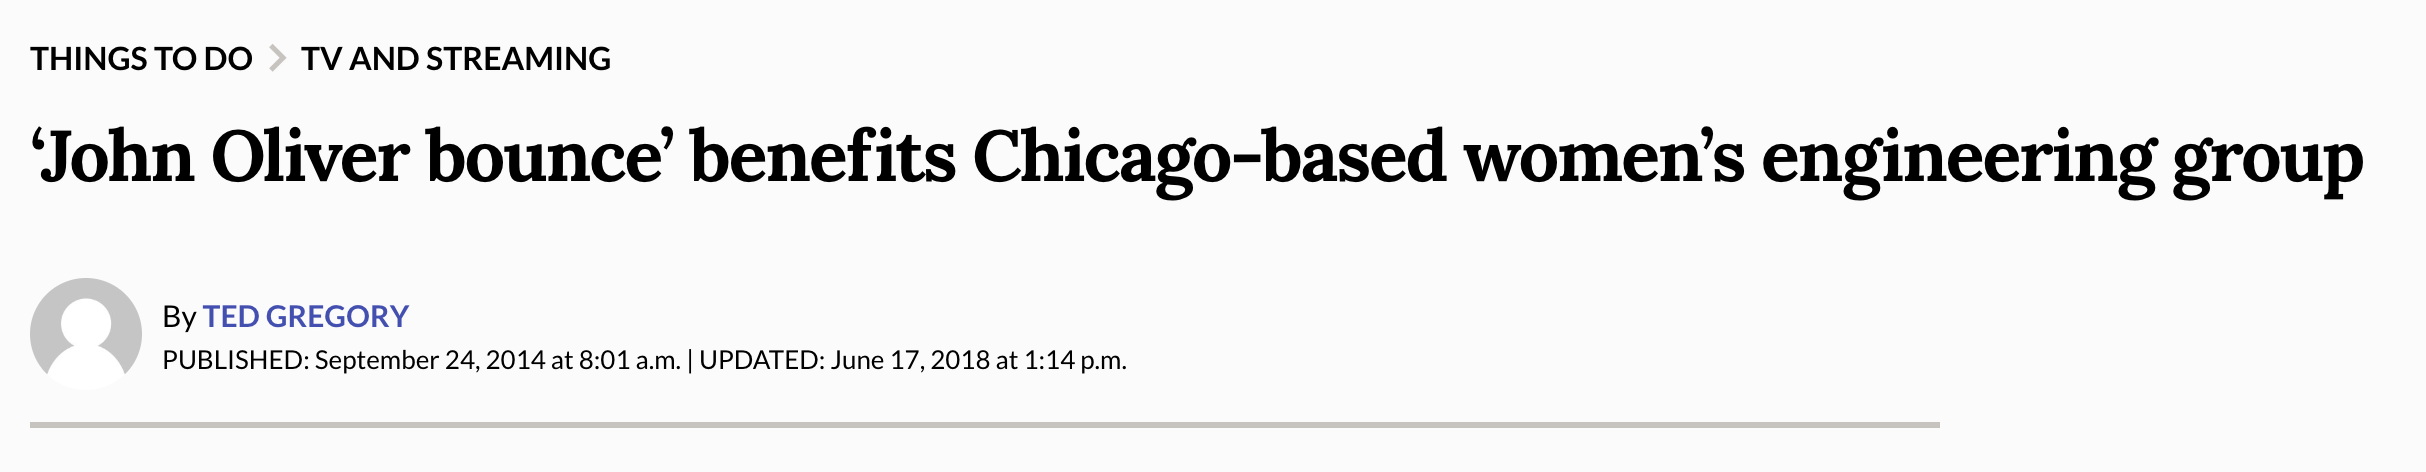 THINGS TO DO > TV AND STREAMING
‘John Oliver bounce’ benefits Chicago-based women’s engineering group
By TED GREGORY
PUBLISHED: September 24, 2014 at 8:01 a.m. | UPDATED: June 17, 2018 at 1:14 p.m.